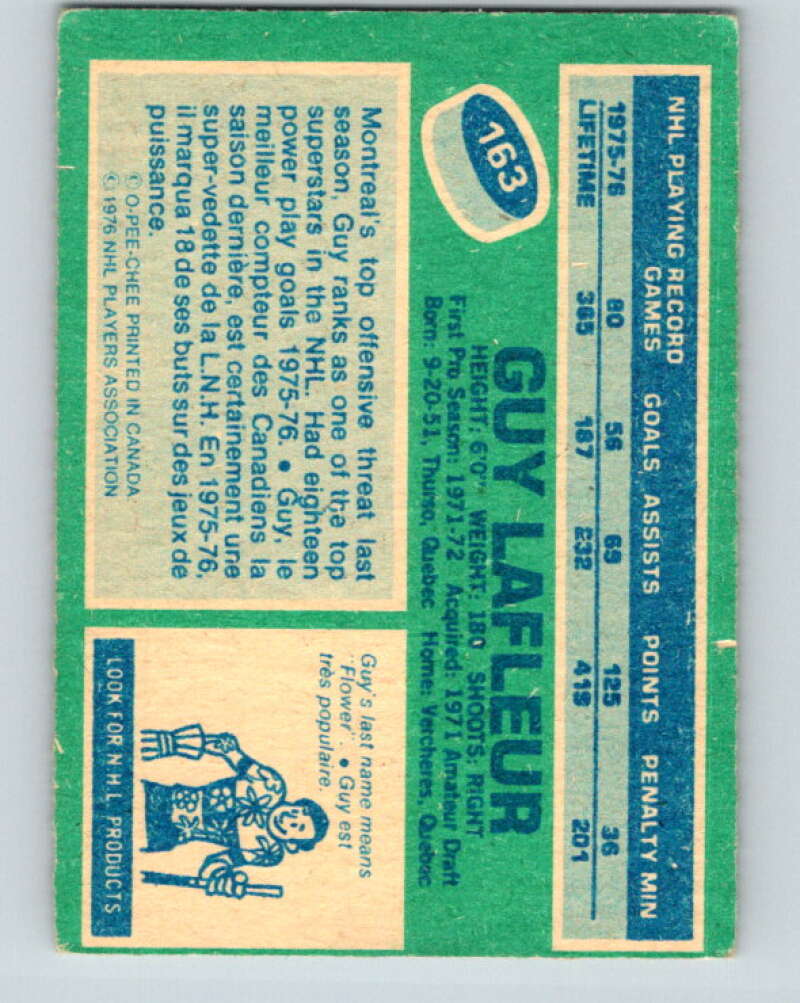 163
GUY LAFLEUR
HEIGHT: 6'0" WEIGHT: 180 SHOOTS: RIGHT
First Pro Season: 1971-72 Acquired: 1971 Amateur Draft
Born: 9-20-51, Thurso, Quebec Home: Vercheres, Quebec
NHL PLAYING RECORD
GAMES GOALS ASSISTS POINTS PENALTY MIN
1975-76 80 56 69 125 36
LIFETIME 365 187 232 419 201
Montreal's top offensive threat last
season, Guy ranks as one of the top
superstars in the NHL. Had eighteen
power play goals 1975-76. • Guy, le
meilleur compteur des Canadiens la
saison dernière, est certainement une
super-vedette de la L.N.H. En 1975-76,
il marqua 18 de ses buts sur des jeux de
puissance.
© O-PEE-CHEE PRINTED IN CANADA
© 1976 NHL PLAYERS ASSOCIATION
Guy's last name means
"Flower". • Guy est
très populaire.
LOOK FOR N.H.L. PRODUCTS